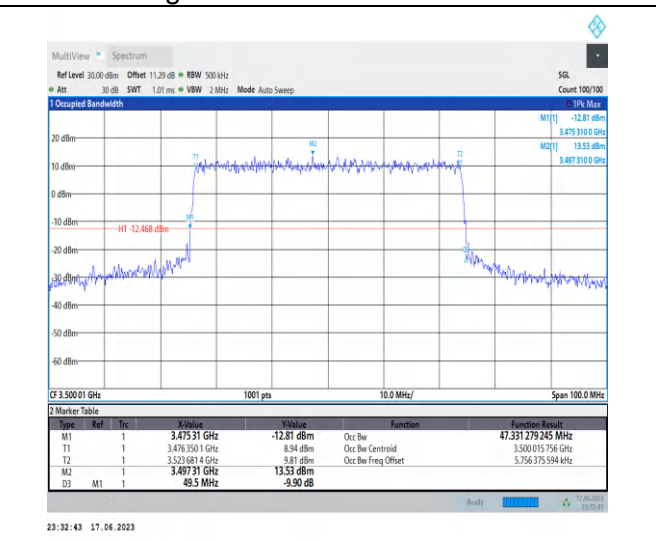 MultiView Spectrum
Ref Level 30.00 dBm Offset 11.29 dB RBW 500 kHz SGL
Att 30 dB SWT 1.01 ms VBW 2 MHz Mode Auto Sweep Count 100/100
1 Occupied Bandwidth 1Pk Max
M1[1] -12.81 dBm
3.475 310 0 GHz
M2[1] 13.53 dBm
3.497 310 0 GHz
20 dBm
M2
T1 T2
10 dBm
0 dBm
M1
-10 dBm
H1 -12.468 dBm
-20 dBm
-30 dBm
-40 dBm
-50 dBm
-60 dBm
CF 3.500 01 GHz 1001 pts 10.0 MHz/ Span 100.0 MHz
2 Marker Table
Type Ref Trc X-Value Y-Value Function Function Result
M1 1 3.475 31 GHz -12.81 dBm Occ Bw 47.331 279 245 MHz
T1 1 3.476 350 1 GHz 8.94 dBm Occ Bw Centroid 3.500 015 756 GHz
T2 1 3.523 681 4 GHz 9.81 dBm Occ Bw Freq Offset 5.756 375 594 kHz
M2 1 3.497 31 GHz 13.53 dBm
D3 M1 1 49.5 MHz -9.90 dB
Ready 17.06.2023
23:32:43
23:32:43 17.06.2023